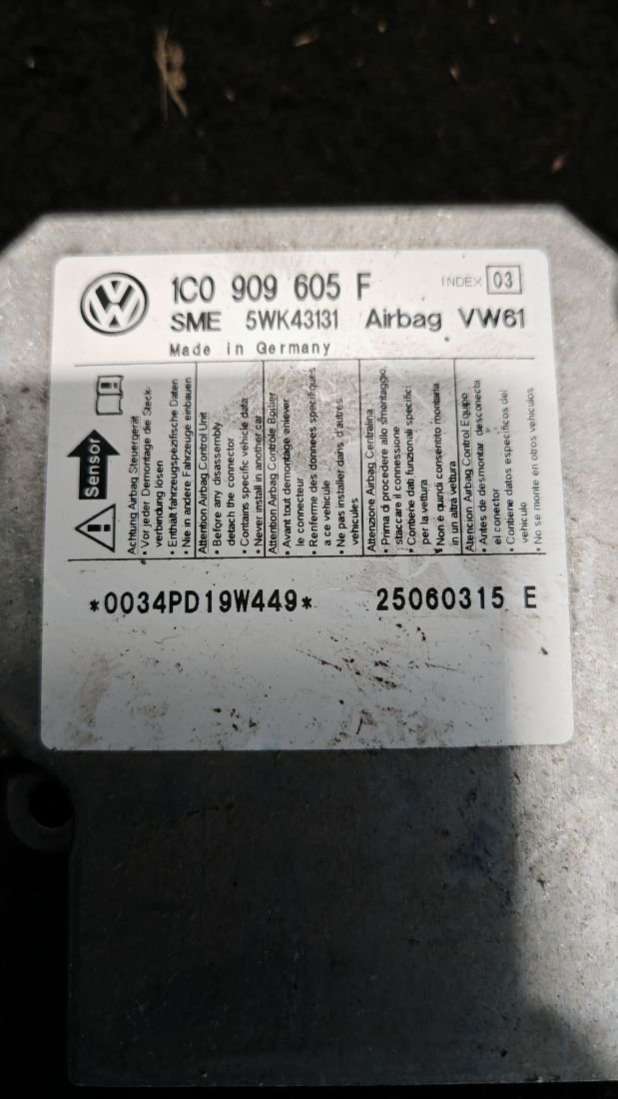 1C0 909 605 F
INDEX 03
SME 5WK43131 Airbag VW61
Made in Germany
Sensor
Achtung Airbag Steuergerät
• Vor jeder Demontage die Steck-
verbindung lösen
• Enthält fahrzeugspezifische Daten
• Nie in andere Fahrzeuge einbauen
Attention Airbag Control Unit
• Before any disassembly
detach the connector
• Contains specific vehicle data
• Never install in another car
Attention Airbag Contrôle Boitier
• Avant tout demontage enlever
le connecteur
• Renferme des données spécifiques
a ce véhicule
• Ne pas installer dans d'autres
véhicules
Attenzione Airbag Centralina
• Prima di procedere allo smontaggio,
staccare il connessione
• Contiene dati funzionali specifici
per la vettura
• Non è quindi consentito montarla
in un altra vettura
Atencion Airbag Control Equipo
• Antes de desmontar desconecta
el conector
• Contiene datos especificos del
vehiculo
• No se monte en otros vehiculos
*0034PD19W449* 25060315 E